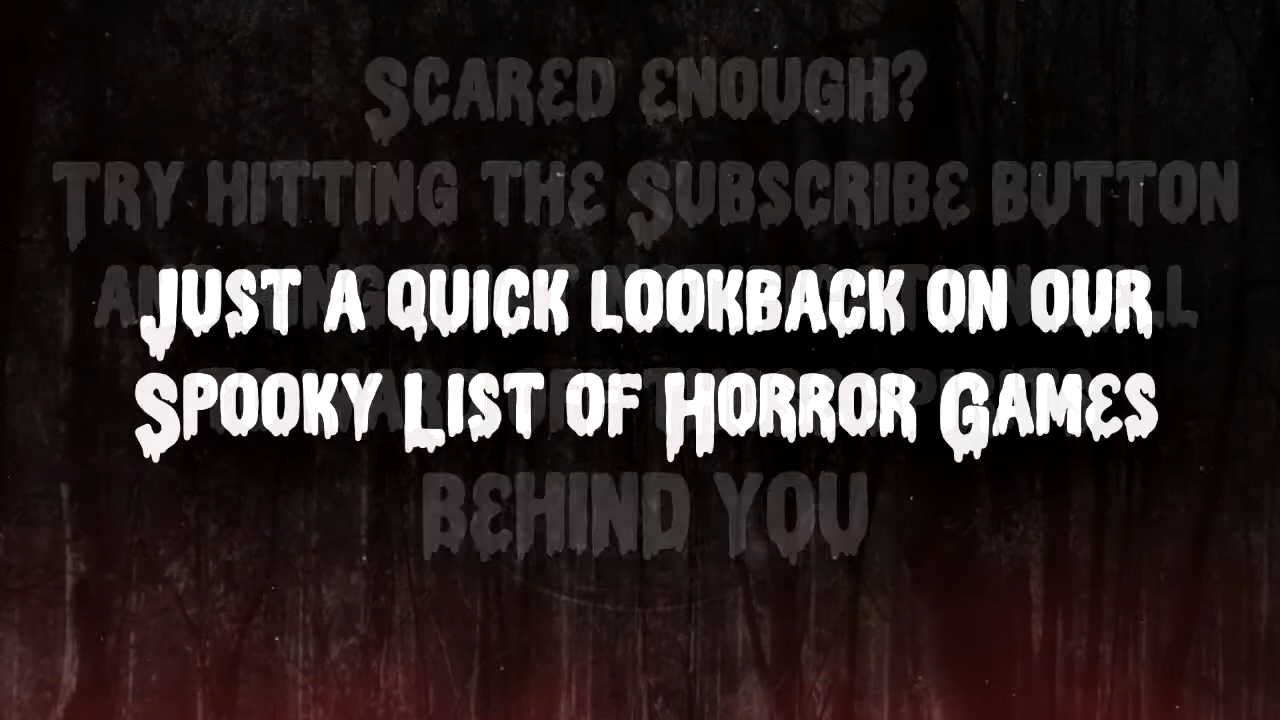 Scared enough?
Try hitting the Subscribe button
Just a quick lookback on our
Spooky List of Horror Games
behind you